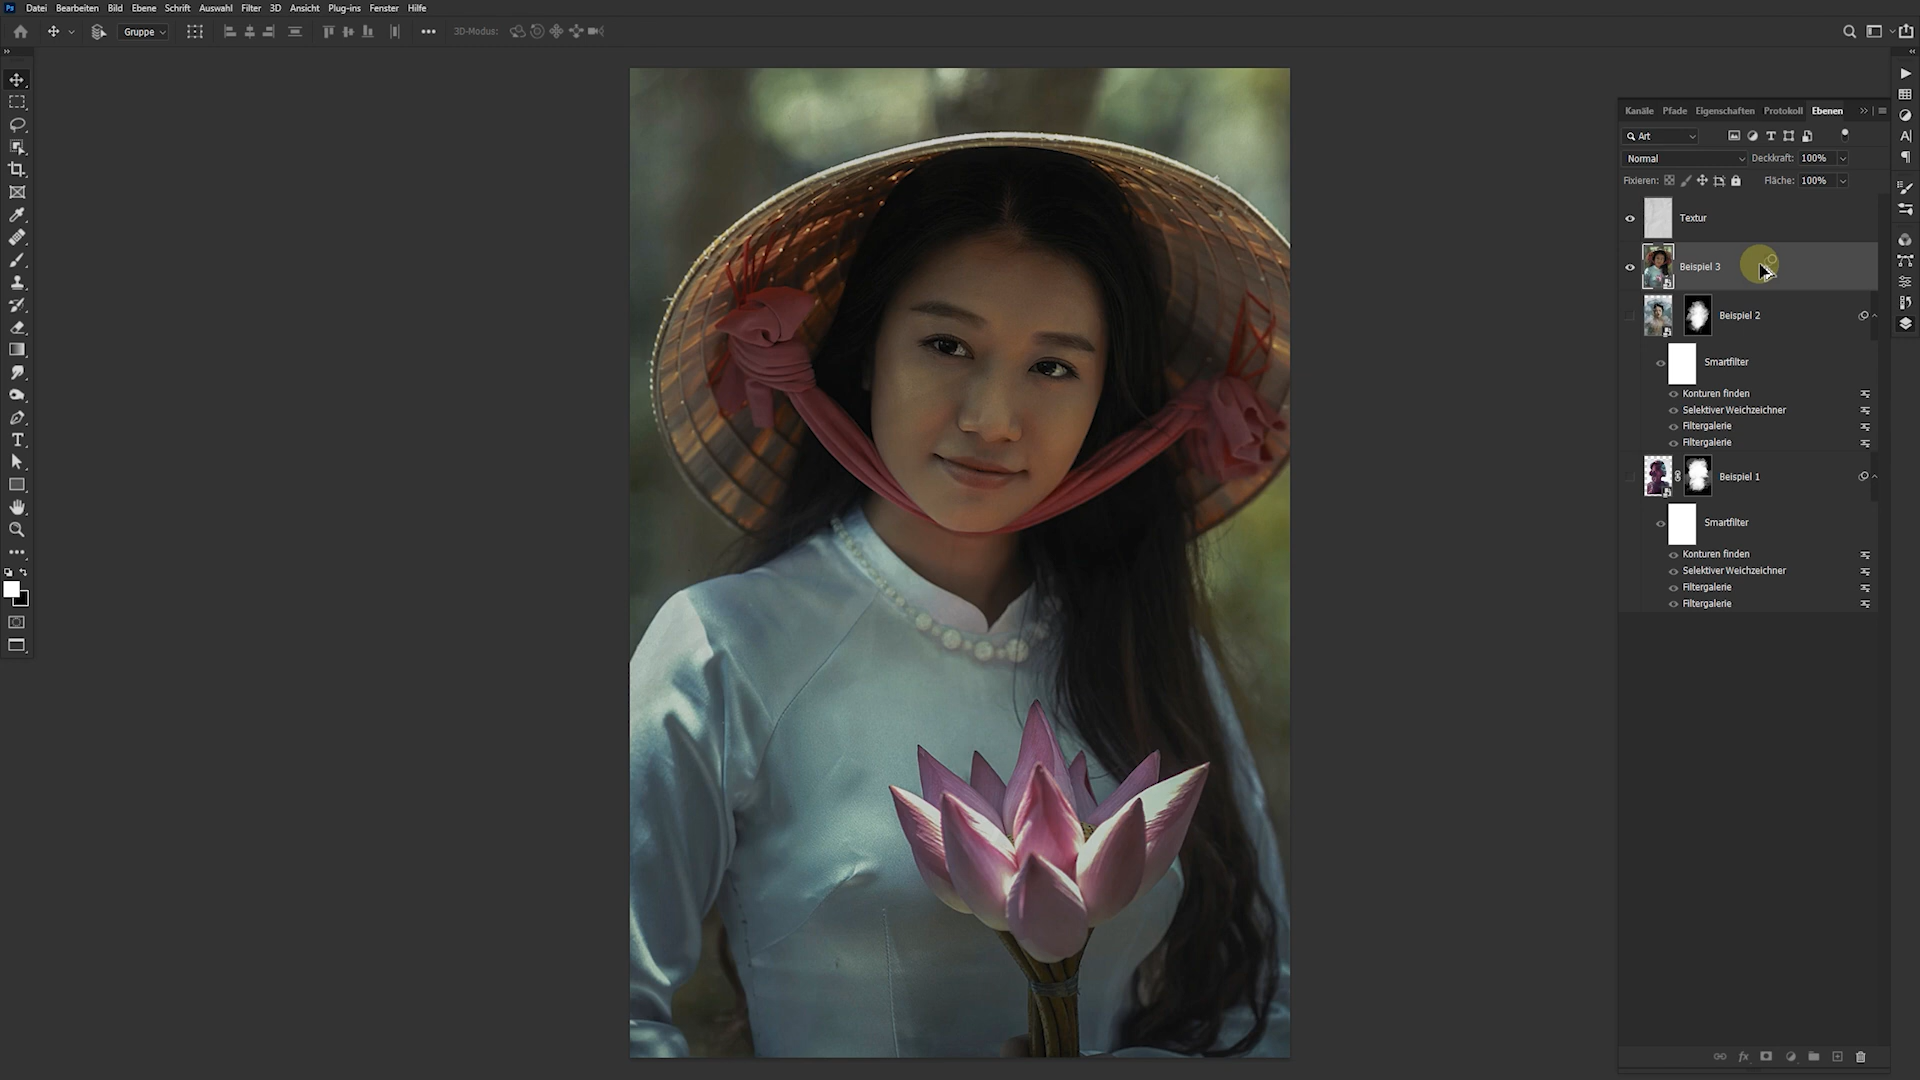 Ps Datei Bearbeiten Bild Ebene Schrift Auswahl Filter 3D Ansicht Plug-ins Fenster Hilfe
Gruppe 3D-Modus:
Kanäle Pfade Eigenschaften Protokoll Ebenen
Art
Normal Deckkraft: 100%
Fixieren: Fläche: 100%
Textur
Beispiel 3
Beispiel 2
Smartfilter
Konturen finden
Selektiver Weichzeichner
Filtergalerie
Filtergalerie
Beispiel 1
Smartfilter
Konturen finden
Selektiver Weichzeichner
Filtergalerie
Filtergalerie